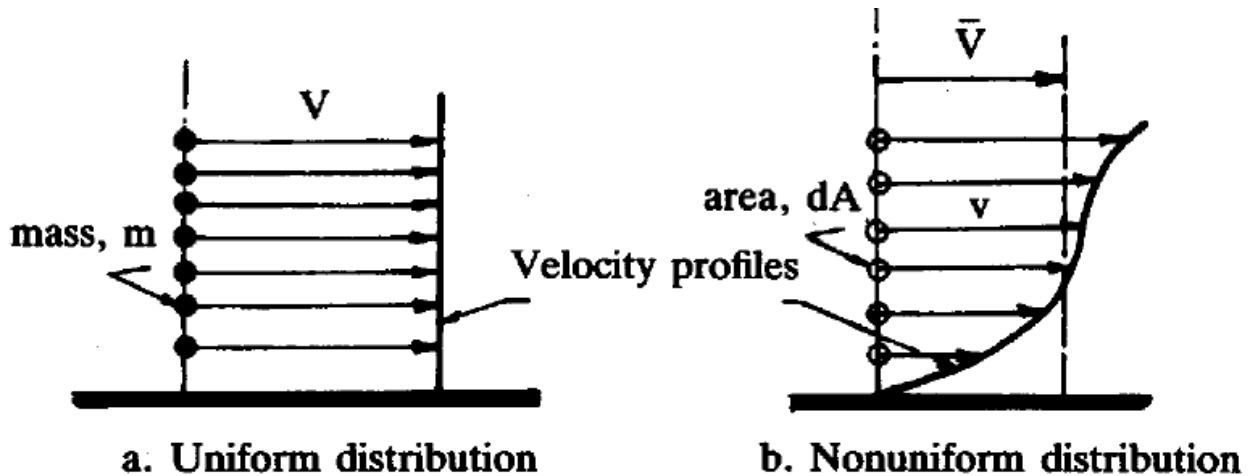 V
mass, m
a. Uniform distribution
Velocity profiles
V̄
area, dA
v
b. Nonuniform distribution